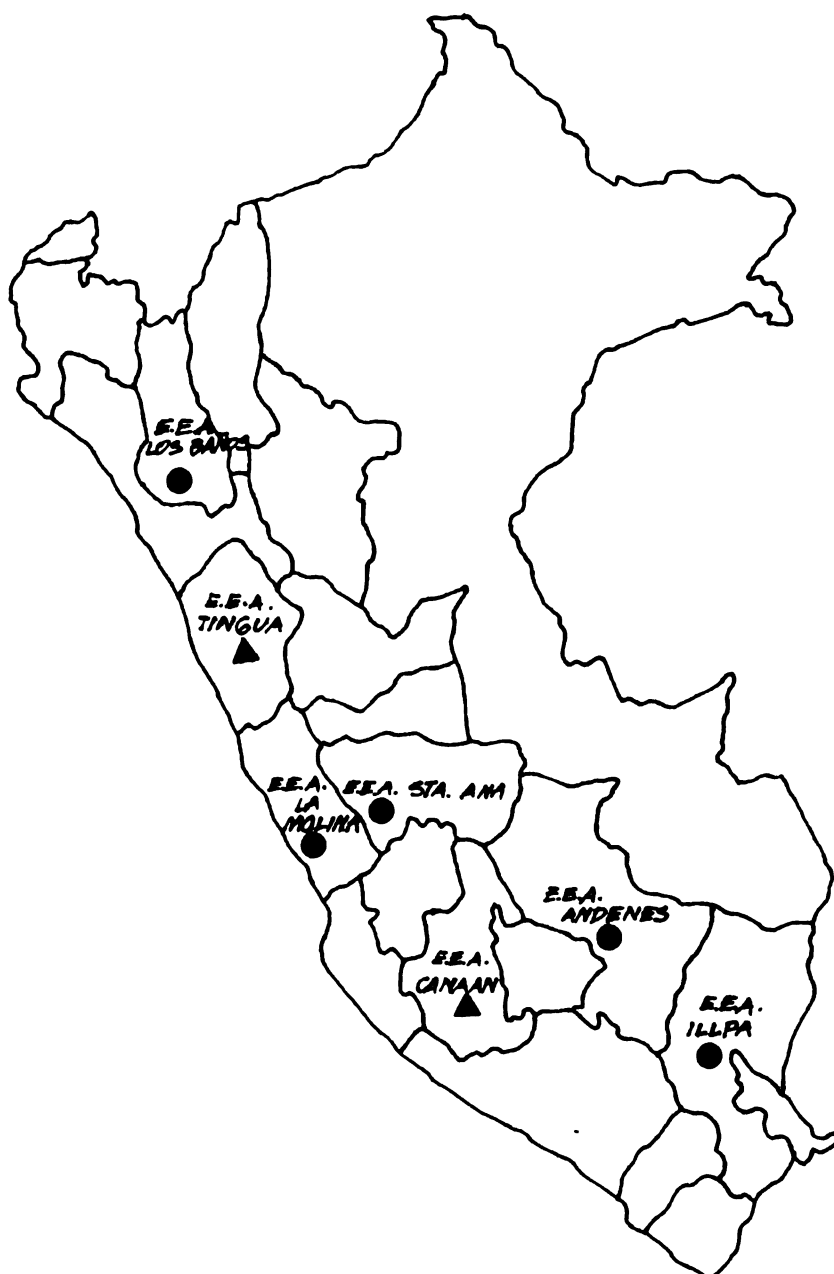 E.E.A.
LOS BAÑOS
E.E.A.
TINGUA
E.E.A.
LA
MOLINA
E.E.A. STA. ANA
E.E.A.
ANDENES
E.E.A.
CANAAN
E.E.A.
ILLPA